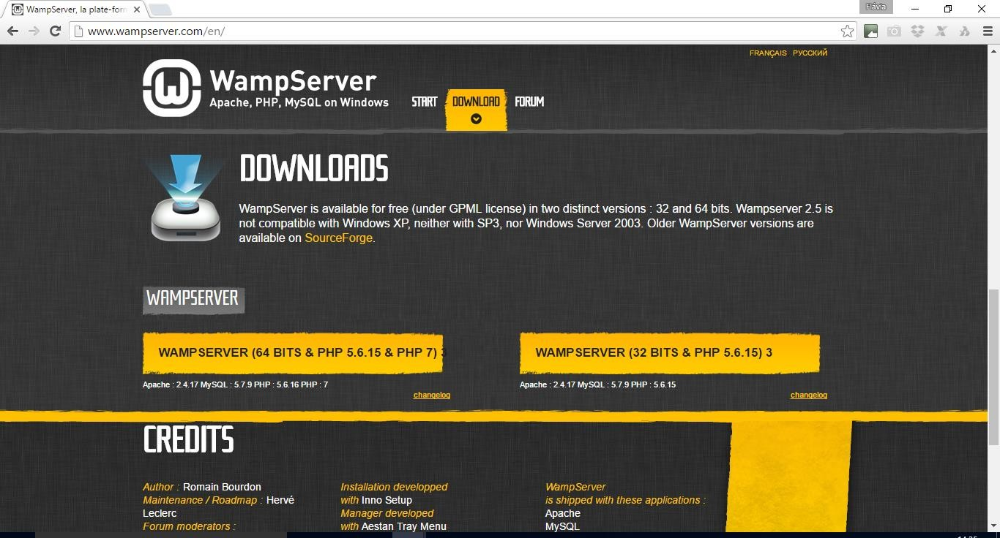 WampServer, la plate-form
Flávia
www.wampserver.com/en/
FRANÇAIS РУССКИЙ
WampServer
Apache, PHP, MySQL on Windows
START DOWNLOAD FORUM
DOWNLOADS
WampServer is available for free (under GPML license) in two distinct versions : 32 and 64 bits. Wampserver 2.5 is
not compatible with Windows XP, neither with SP3, nor Windows Server 2003. Older WampServer versions are
available on SourceForge.
WAMPSERVER
WAMPSERVER (64 BITS & PHP 5.6.15 & PHP 7) 3
Apache : 2.4.17 MySQL : 5.7.9 PHP : 5.6.16 PHP : 7
changelog
WAMPSERVER (32 BITS & PHP 5.6.15) 3
Apache : 2.4.17 MySQL : 5.7.9 PHP : 5.6.15
changelog
CREDITS
Author : Romain Bourdon
Maintenance / Roadmap : Hervé
Leclerc
Forum moderators :
Installation developped
with Inno Setup
Manager developed
with Aestan Tray Menu
WampServer
is shipped with these applications :
Apache
MySQL